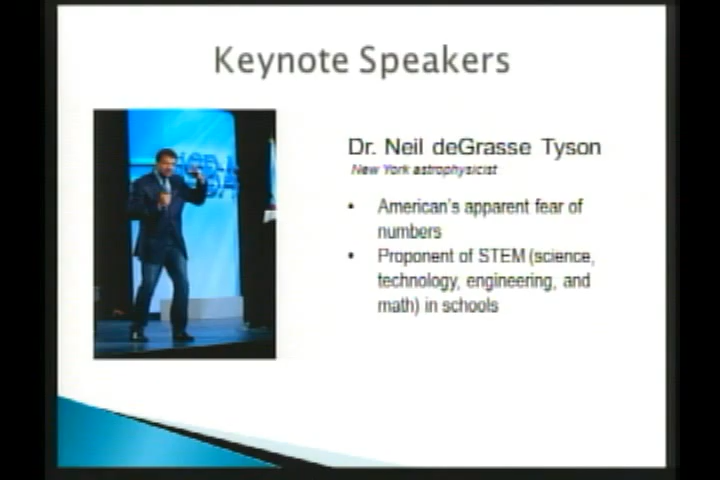 Keynote Speakers
Dr. Neil deGrasse Tyson
New York astrophysicist
• American's apparent fear of
numbers
• Proponent of STEM (science,
technology, engineering, and
math) in schools